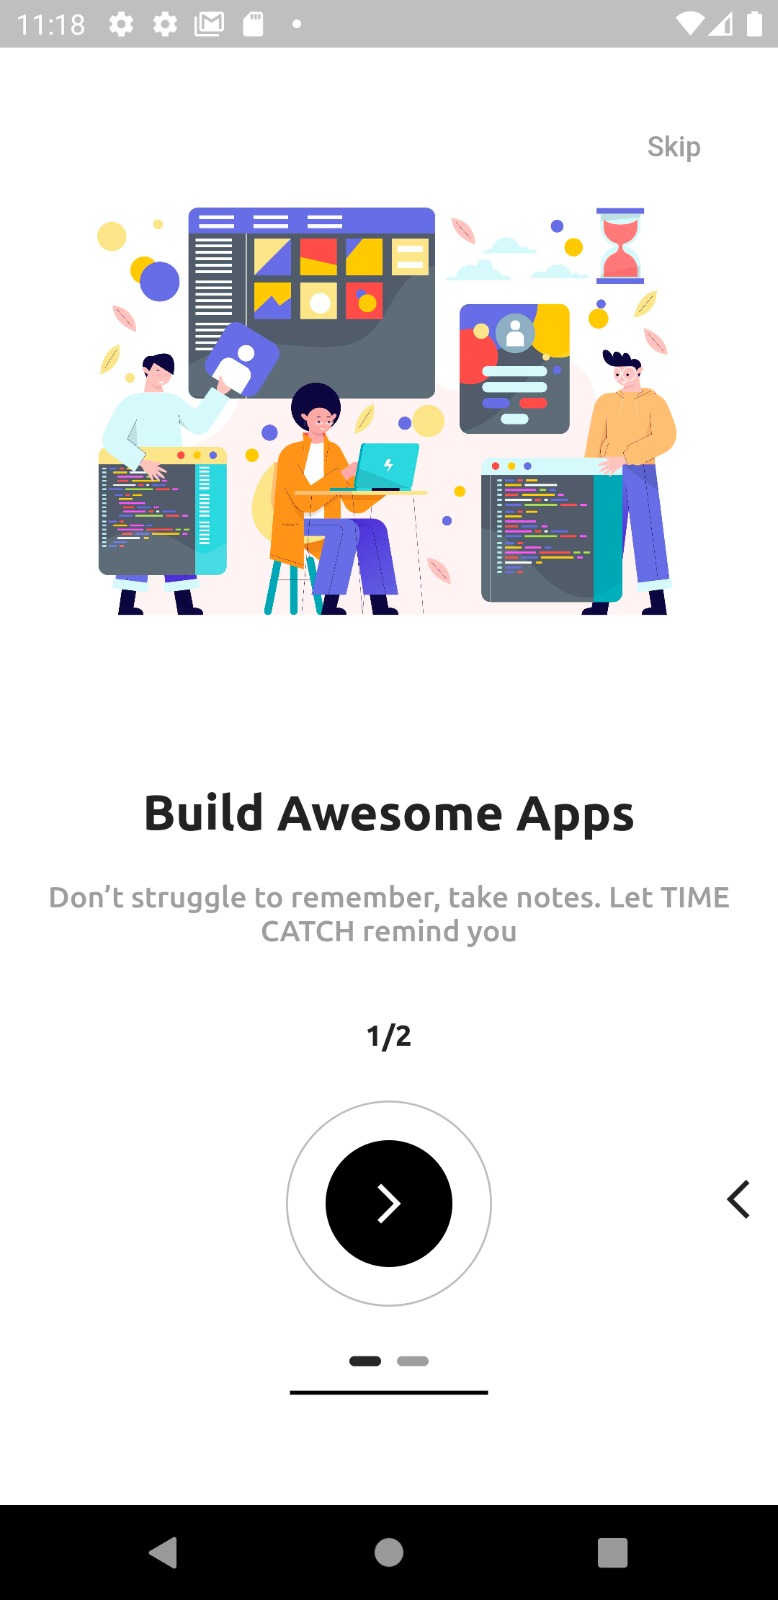 11:18
Skip
Build Awesome Apps
Don’t struggle to remember, take notes. Let TIME
CATCH remind you
1/2